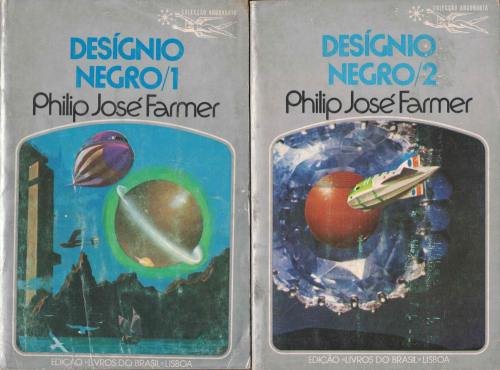 COLECÇÃO ARGONAUTA
DESÍGNIO
NEGRO/1
Philip José Farmer
EDIÇÃO «LIVROS DO BRASIL» LISBOA
COLECÇÃO ARGONAUTA
DESÍGNIO
NEGRO/2
Philip José Farmer
EDIÇÃO «LIVROS DO BRASIL» LISBOA